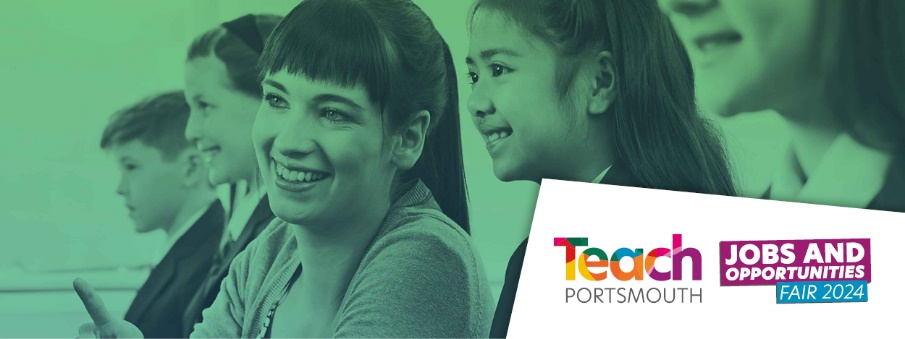 Teach
PORTSMOUTH
JOBS AND
OPPORTUNITIES
FAIR 2024